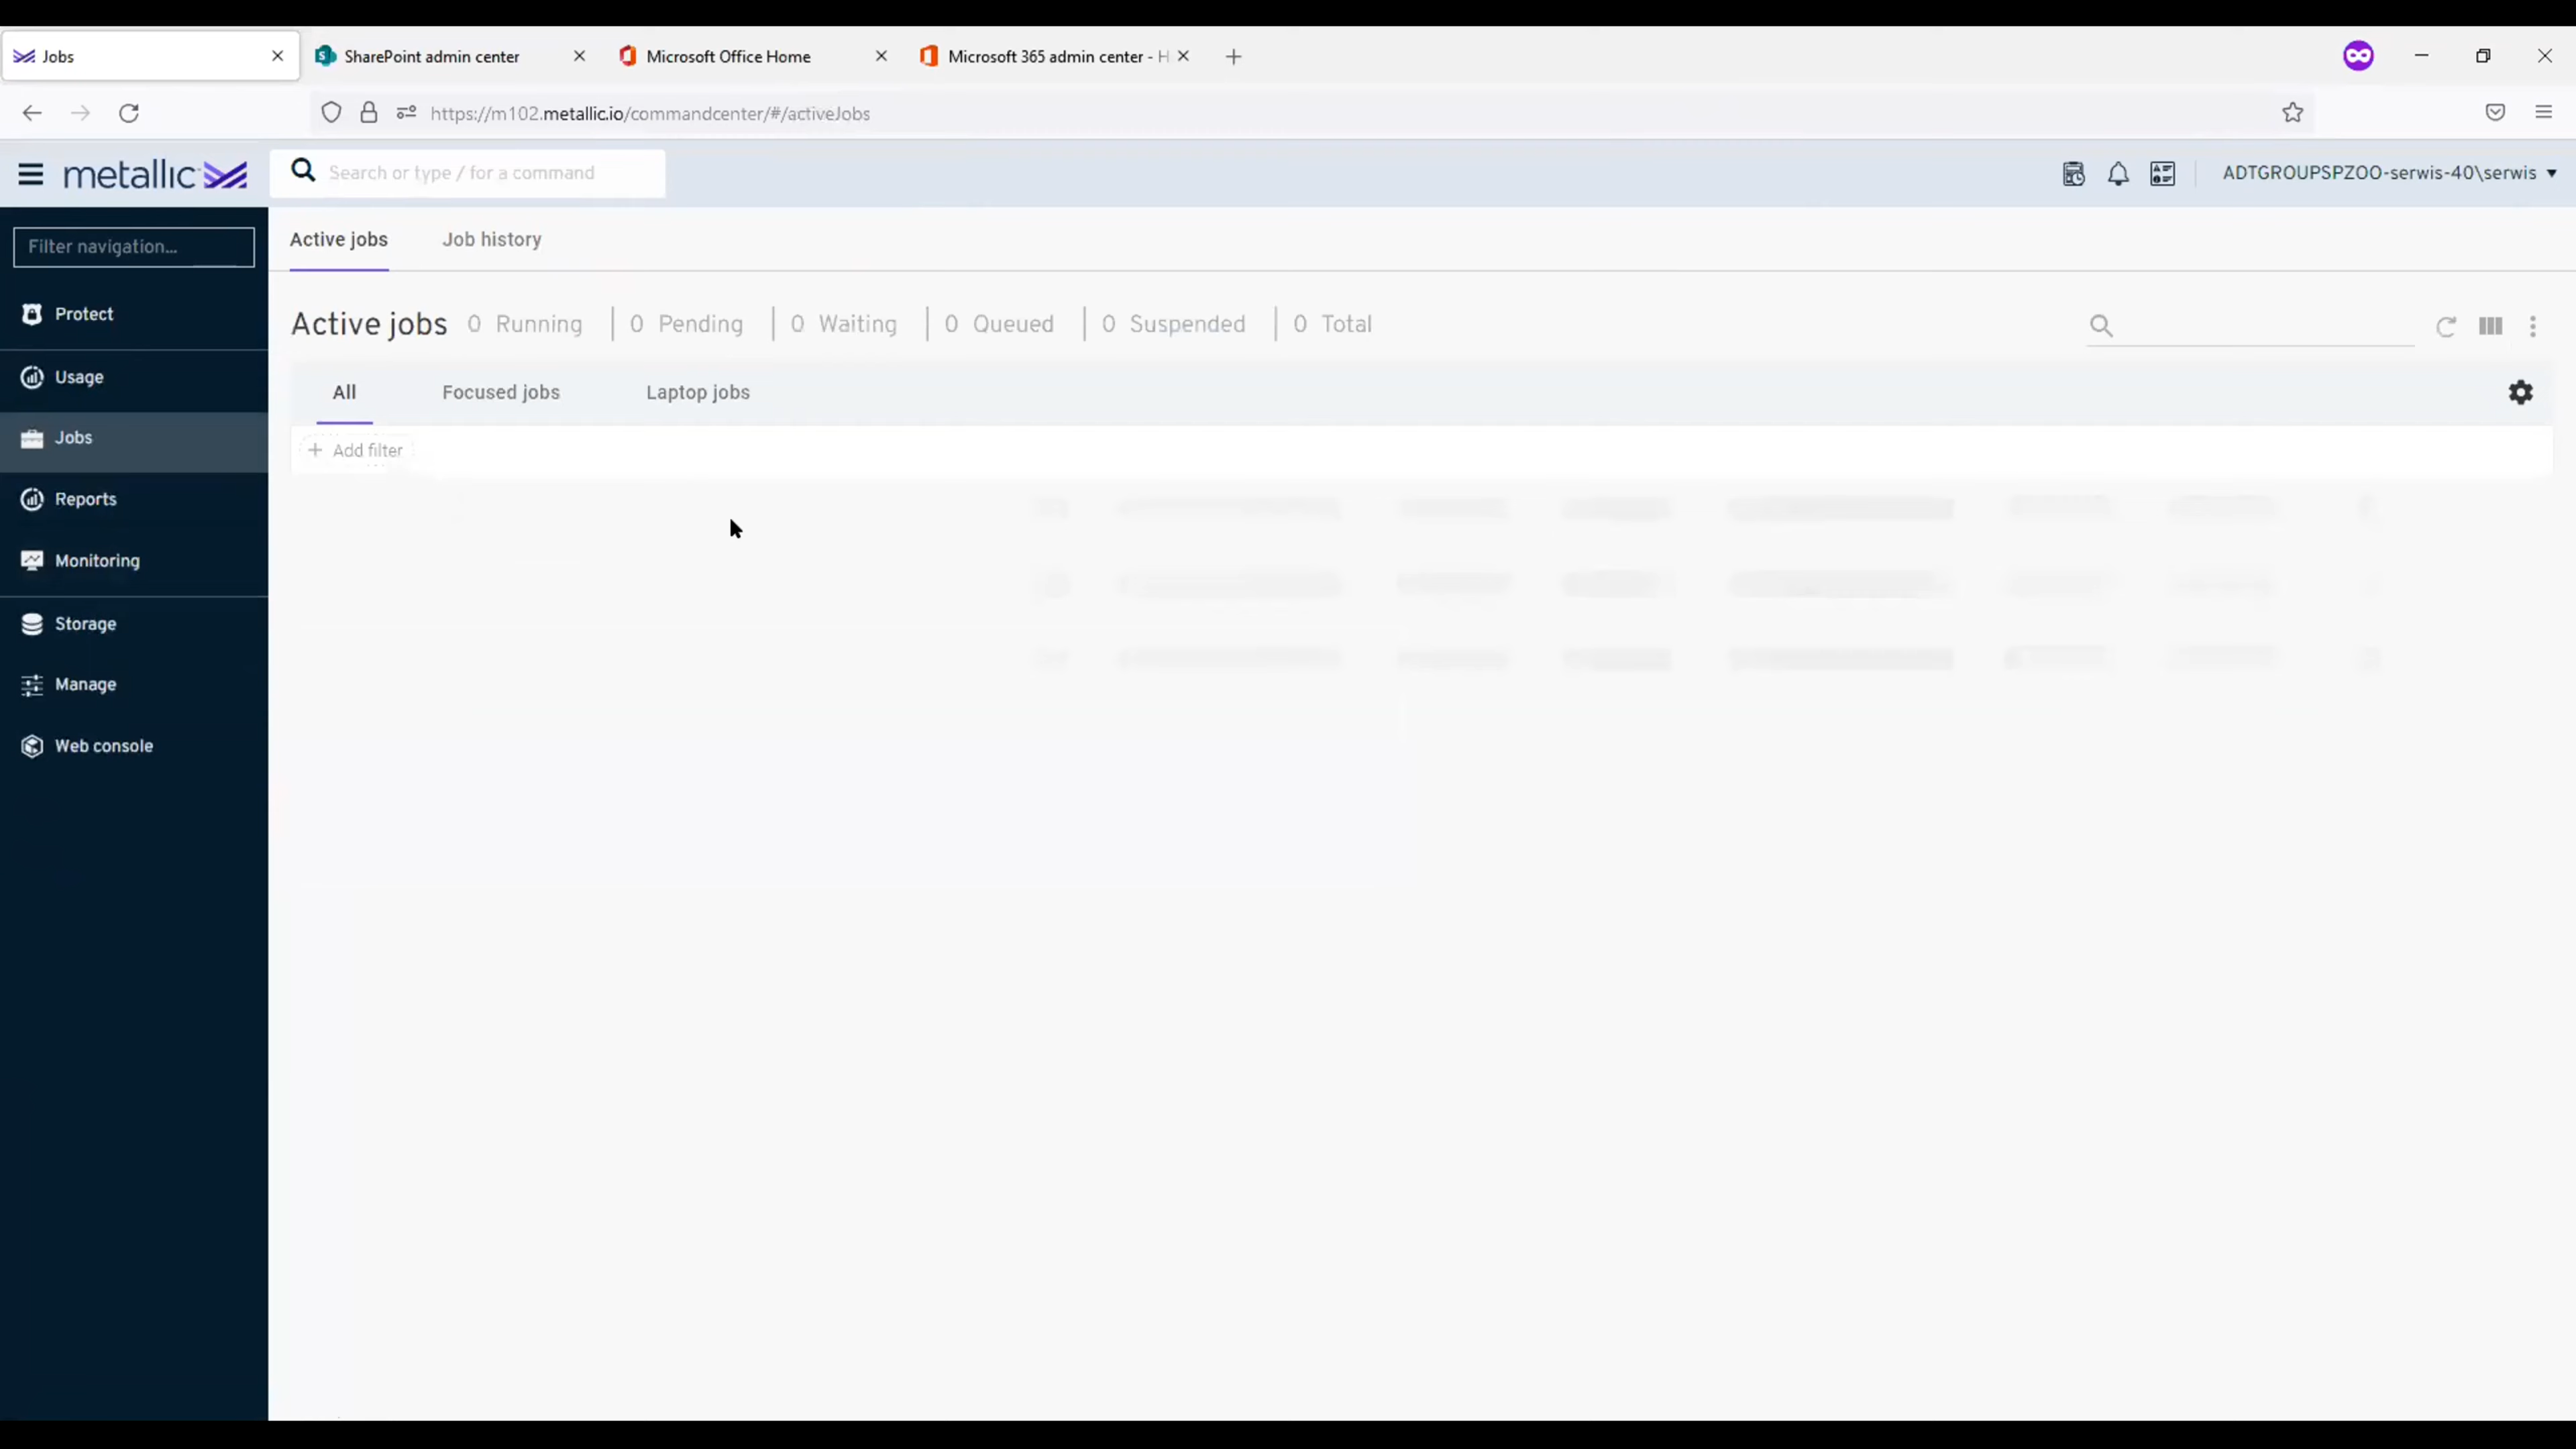 Jobs
SharePoint admin center
Microsoft Office Home
Microsoft 365 admin center - H
https://m102.metallic.io/commandcenter/#/activeJobs
metallic
Search or type / for a command
ADTGROUPSPZOO-serwis-40\serwis
Filter navigation...
Protect
Usage
Jobs
Reports
Monitoring
Storage
Manage
Web console
Active jobs
Job history
Active jobs 0 Running 0 Pending 0 Waiting 0 Queued 0 Suspended 0 Total
All
Focused jobs
Laptop jobs
+ Add filter